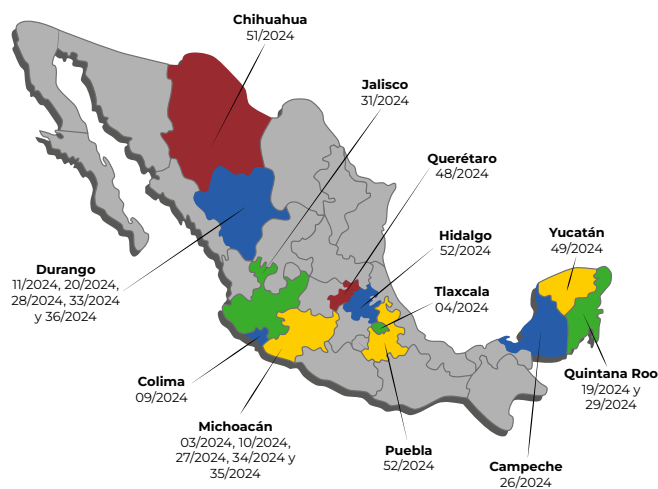 Chihuahua
51/2024
Jalisco
31/2024
Querétaro
48/2024
Hidalgo
52/2024
Yucatán
49/2024
Durango
11/2024, 20/2024,
28/2024, 33/2024
y 36/2024
Tlaxcala
04/2024
Quintana Roo
19/2024 y
29/2024
Colima
09/2024
Michoacán
03/2024, 10/2024,
27/2024, 34/2024 y
35/2024
Puebla
52/2024
Campeche
26/2024